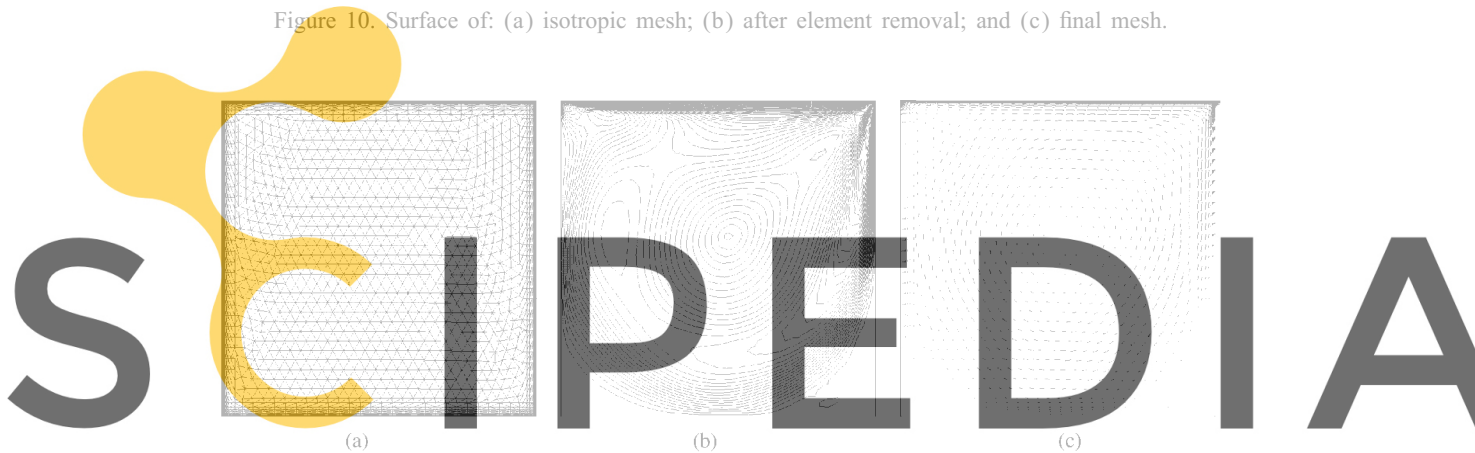 Figure 10. Surface of: (a) isotropic mesh; (b) after element removal; and (c) final mesh.
SCIPEDIA
(a) (b) (c)